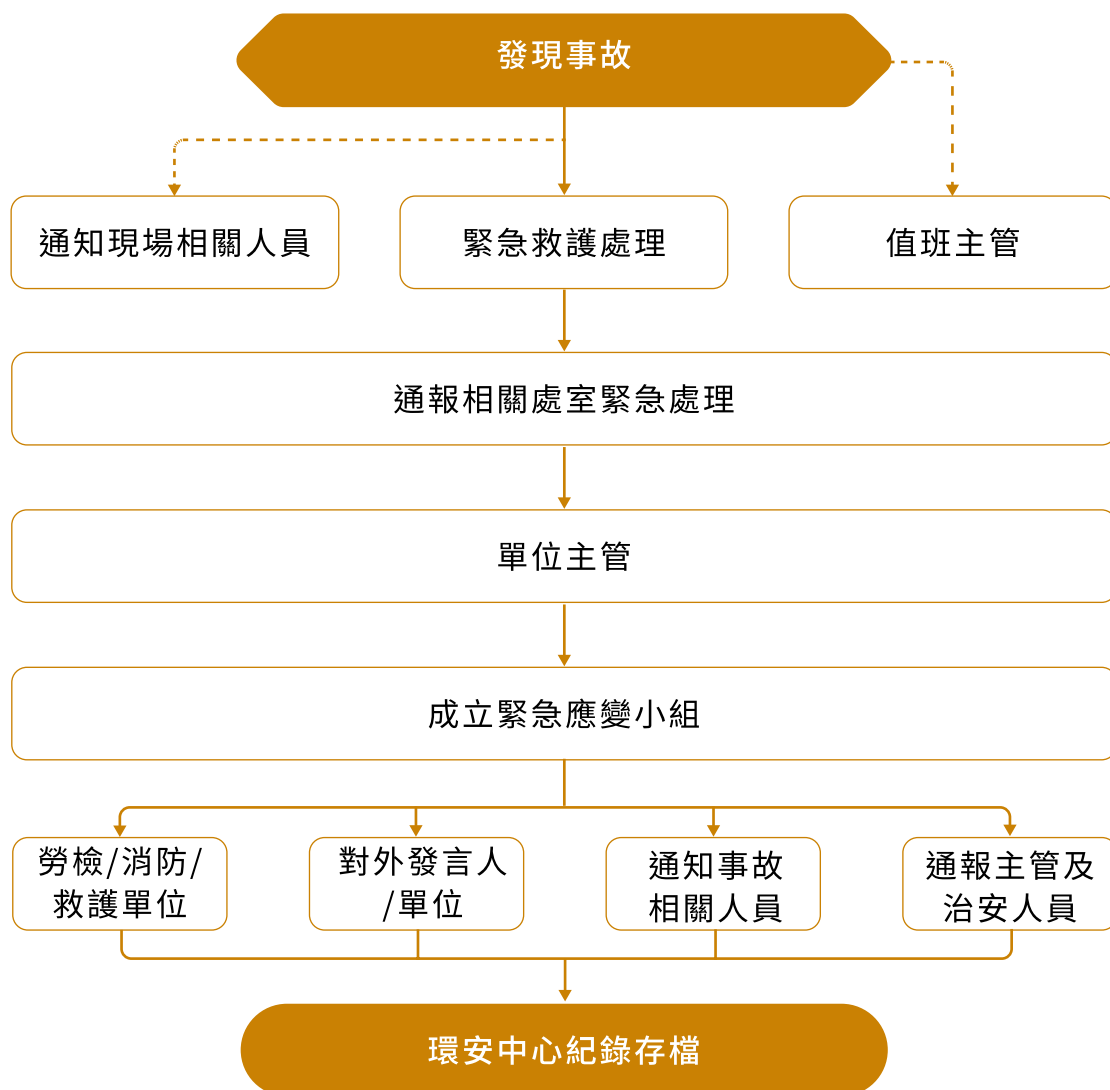 發現事故
通知現場相關人員
緊急救護處理
值班主管
通報相關處室緊急處理
單位主管
成立緊急應變小組
勞檢/消防/
救護單位
對外發言人
/單位
通知事故
相關人員
通報主管及
治安人員
環安中心紀錄存檔